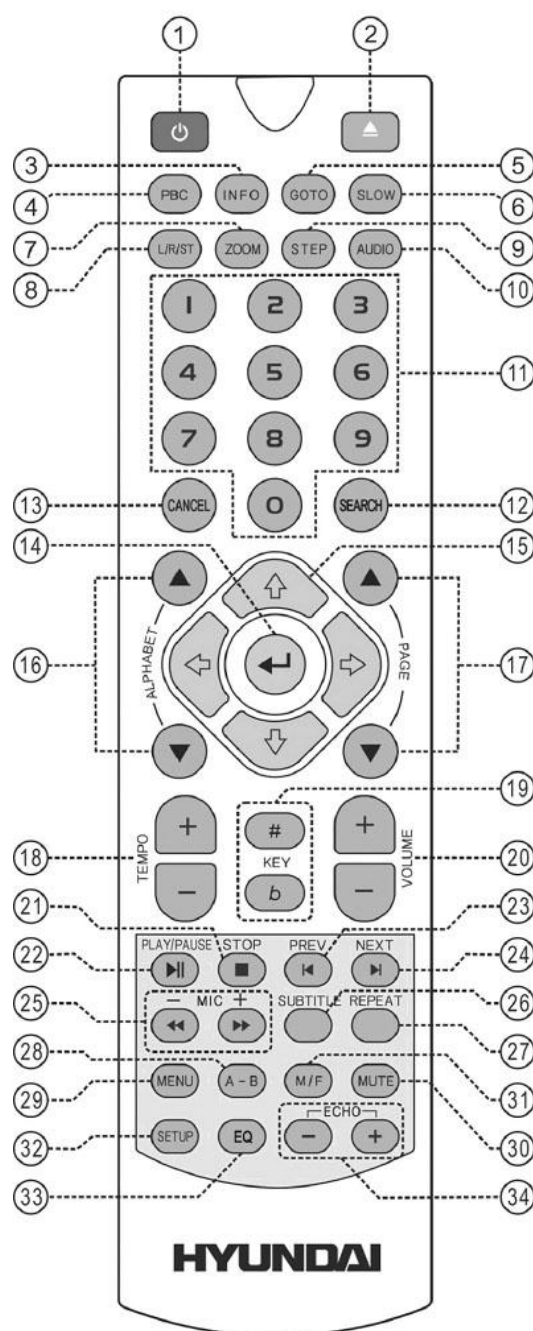 1 2
3 5
PBC INFO GOTO SLOW
4 6
7 9
L/R/ST ZOOM STEP AUDIO
8 10
1 2 3
4 5 6 11
7 8 9
13 CANCEL 0 SEARCH 12
14 15
16 ALPHABET PAGE 17
19
+ # +
18 TEMPO KEY VOLUME 20
− b −
21 23
PLAY/PAUSE STOP PREV NEXT
22 24
− MIC + SUBTITLE REPEAT
25 26
28 27
MENU A - B M/F MUTE
29 31
ECHO 30
SETUP EQ − +
32
33 34
HYUNDAI